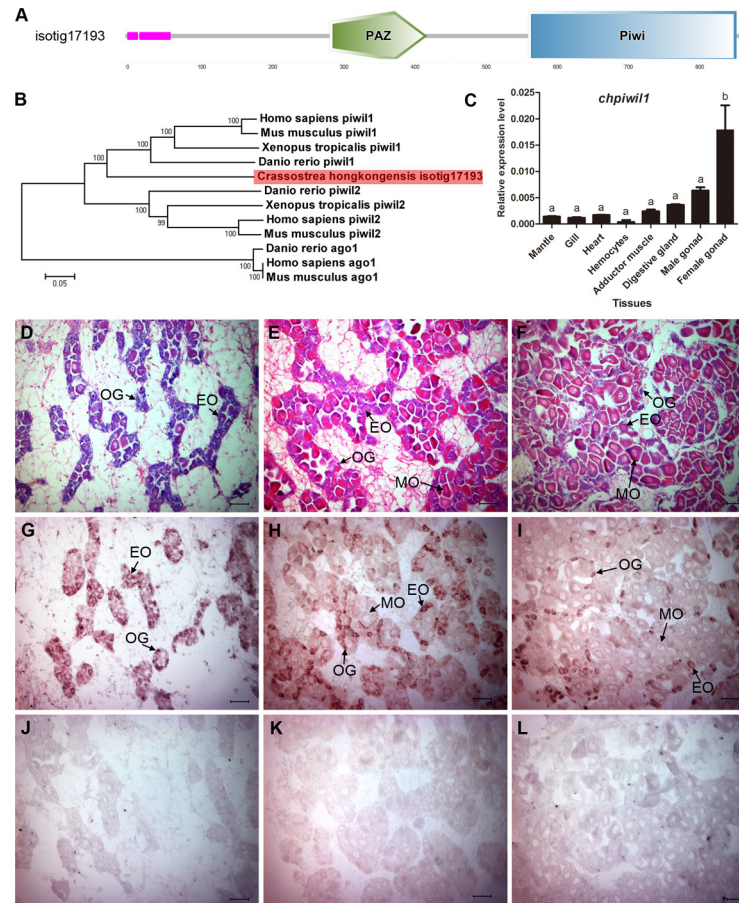 A
isotig17193
PAZ
Piwi
0 100 200 300 400 500 600 700 800
B
Homo sapiens piwil1
Mus musculus piwil1
Xenopus tropicalis piwil1
Danio rerio piwil1
Crassostrea hongkongensis isotig17193
Danio rerio piwil2
Xenopus tropicalis piwil2
Homo sapiens piwil2
Mus musculus piwil2
Danio rerio ago1
Homo sapiens ago1
Mus musculus ago1
100
100
100
100
100
99
100
100
100
0.05
C
chpiwil1
Relative expression level
0.025
0.020
0.015
0.010
0.005
0.000
a a a a a a a b
Mantle
Gill
Heart
Hemocytes
Adductor muscle
Digestive gland
Male gonad
Female gonad
Tissues
D
OG
EO
E
EO
OG
MO
F
OG
EO
MO
G
EO
OG
H
MO
EO
OG
I
OG
MO
EO
J
K
L